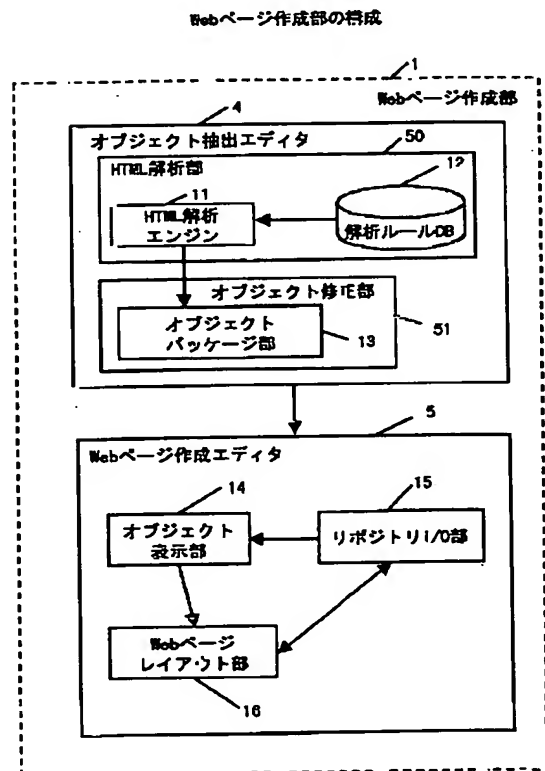 Webページ作成部の構成
1
Webページ作成部
4
オブジェクト抽出エディタ
50
HTML解析部
11
12
HTML解析
エンジン
解析ルールDB
オブジェクト修正部
オブジェクト
パッケージ部
13
51
5
Webページ作成エディタ
14
15
オブジェクト
表示部
リポジトリI/O部
Webページ
レイアウト部
16